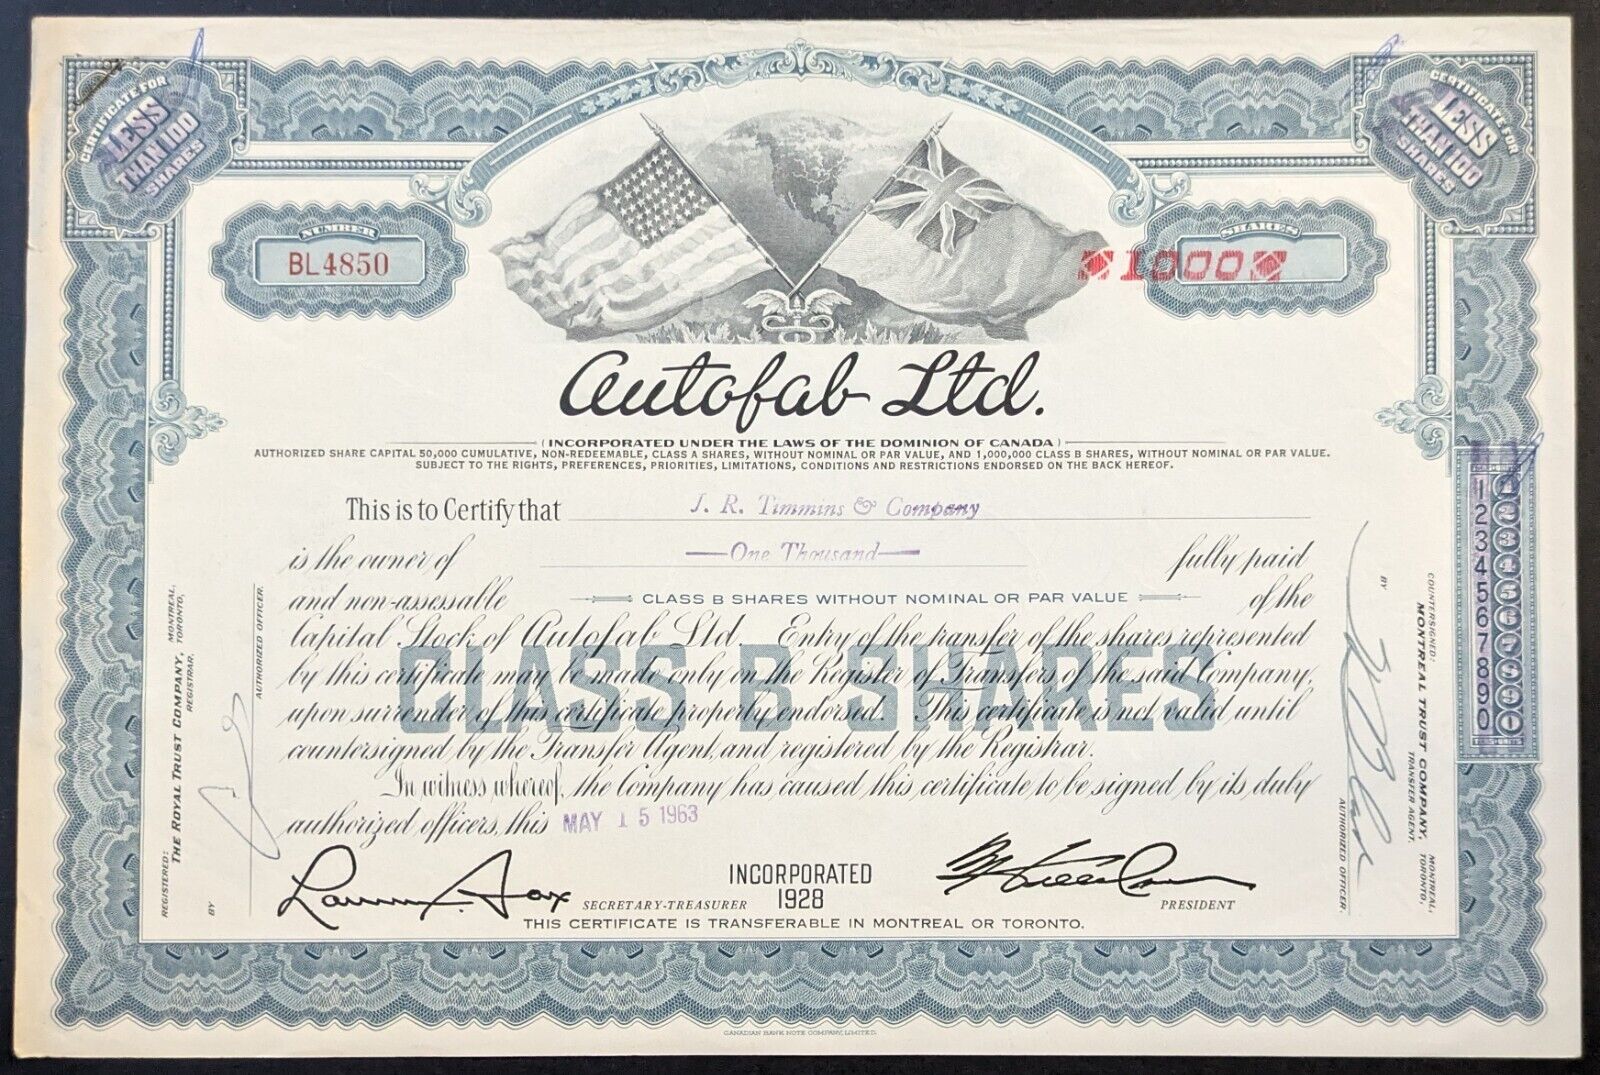 CERTIFICATE FOR
LESS
THAN 100
SHARES
CERTIFICATE FOR
LESS
THAN 100
SHARES
NUMBER
BL4850
SHARES
1000
Autofab Ltd.
(INCORPORATED UNDER THE LAWS OF THE DOMINION OF CANADA)
AUTHORIZED SHARE CAPITAL 50,000 CUMULATIVE, NON-REDEEMABLE, CLASS A SHARES, WITHOUT NOMINAL OR PAR VALUE, AND 1,000,000 CLASS B SHARES, WITHOUT NOMINAL OR PAR VALUE.
SUBJECT TO THE RIGHTS, PREFERENCES, PRIORITIES, LIMITATIONS, CONDITIONS AND RESTRICTIONS ENDORSED ON THE BACK HEREOF.
This is to Certify that J. R. Timmins & Company
is the owner of One Thousand fully paid
and non-assessable CLASS B SHARES WITHOUT NOMINAL OR PAR VALUE of the
Capital Stock of Autofab Ltd. Entry of the transfer of the shares represented
by this certificate may be made only on the Register of Transfers of the said Company,
upon surrender of this certificate properly endorsed. This certificate is not valid until
countersigned by the Transfer Agent, and registered by the Registrar.
In witness whereof, the Company has caused this certificate to be signed by its duly
authorized officers, this MAY 15 1963
CLASS B SHARES
SECRETARY-TREASURER
INCORPORATED
1928
PRESIDENT
THIS CERTIFICATE IS TRANSFERABLE IN MONTREAL OR TORONTO.
CANADIAN BANK NOTE COMPANY, LIMITED.
REGISTERED:
THE ROYAL TRUST COMPANY, MONTREAL, TORONTO,
REGISTRAR.
BY
AUTHORIZED OFFICER.
COUNTERSIGNED:
MONTREAL TRUST COMPANY, MONTREAL, TORONTO,
TRANSFER AGENT,
BY
AUTHORIZED OFFICER.
1
2
3
4
5
6
7
8
9
0